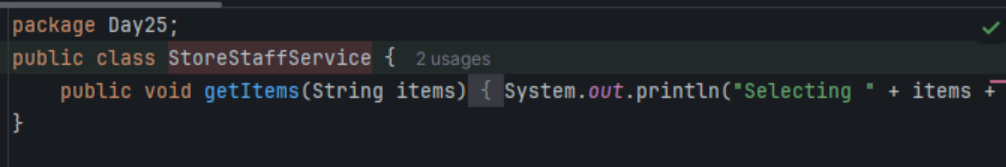 package Day25;
public class StoreStaffService { 2 usages
public void getItems(String items) { System.out.println("Selecting " + items +
}